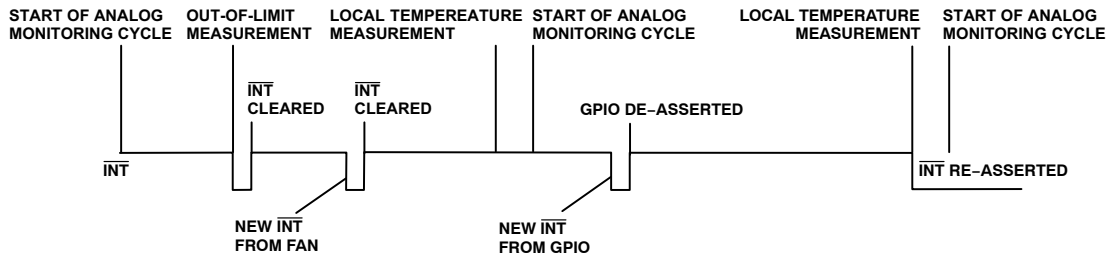 START OF ANALOG
MONITORING CYCLE
OUT-OF-LIMIT
MEASUREMENT
LOCAL TEMPEREATURE
MEASUREMENT
START OF ANALOG
MONITORING CYCLE
LOCAL TEMPERATURE
MEASUREMENT
START OF ANALOG
MONITORING CYCLE
INT
CLEARED
INT
CLEARED
GPIO DE−ASSERTED
INT
INT RE−ASSERTED
NEW INT
FROM FAN
NEW INT
FROM GPIO